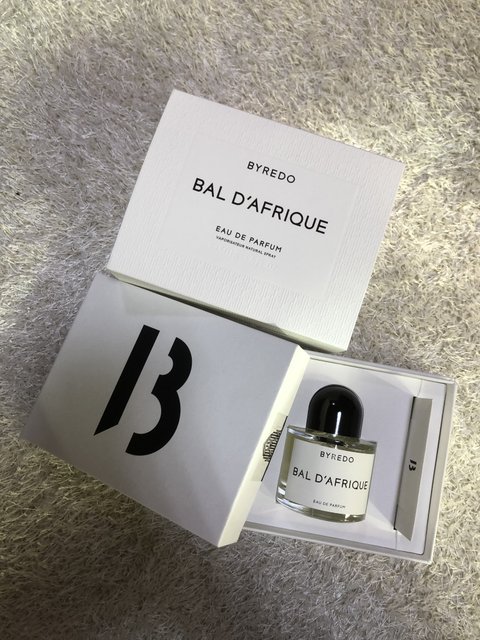 BYREDO
BAL D'AFRIQUE
EAU DE PARFUM
VAPORISATEUR NATURAL SPRAY
B
BYREDO
BAL D'AFRIQUE
EAU DE PARFUM
B